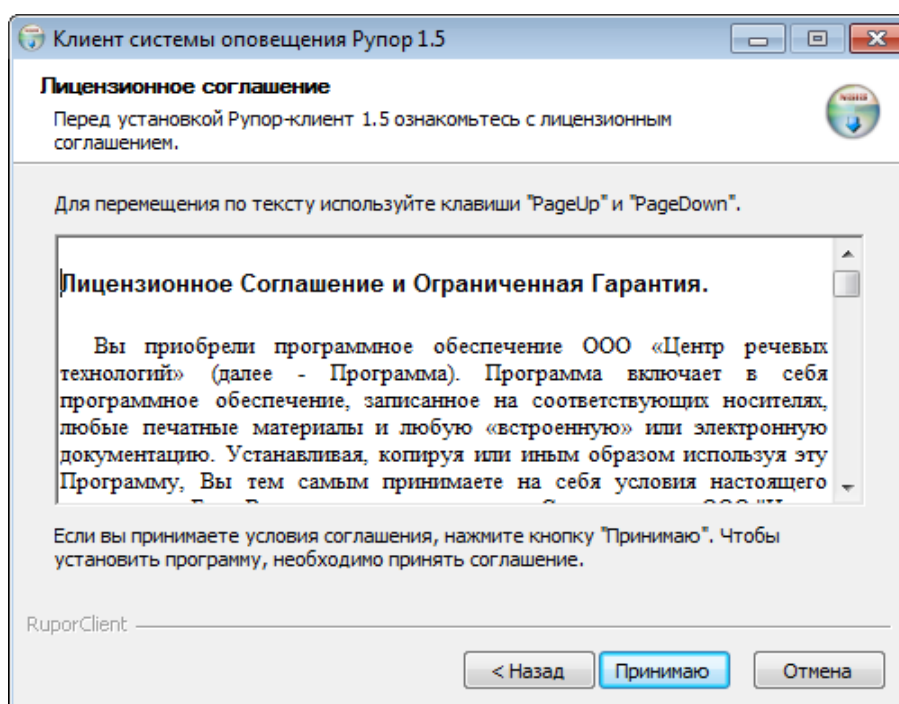 Клиент системы оповещения Рупор 1.5
Лицензионное соглашение
Перед установкой Рупор-клиент 1.5 ознакомьтесь с лицензионным
соглашением.
Для перемещения по тексту используйте клавиши "PageUp" и "PageDown".
Лицензионное Соглашение и Ограниченная Гарантия.
Вы приобрели программное обеспечение ООО «Центр речевых
технологий» (далее - Программа). Программа включает в себя
программное обеспечение, записанное на соответствующих носителях,
любые печатные материалы и любую «встроенную» или электронную
документацию. Устанавливая, копируя или иным образом используя эту
Программу, Вы тем самым принимаете на себя условия настоящего
Если вы принимаете условия соглашения, нажмите кнопку "Принимаю". Чтобы
установить программу, необходимо принять соглашение.
RuporClient
< Назад
Принимаю
Отмена